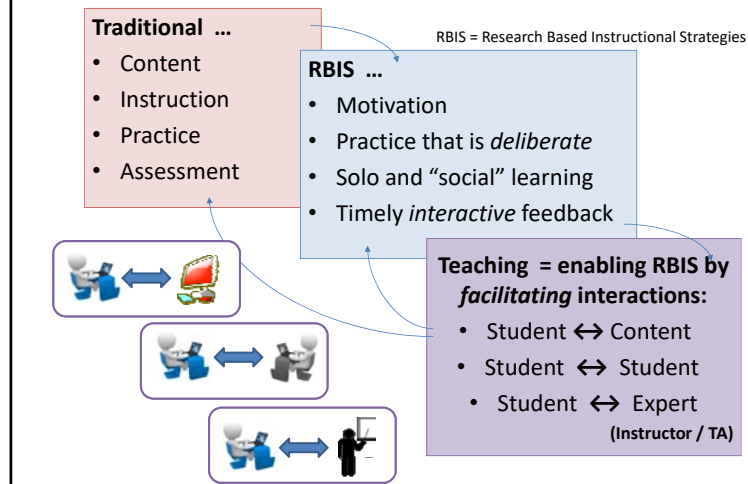 Traditional ...
• Content
• Instruction
• Practice
• Assessment
RBIS = Research Based Instructional Strategies
RBIS ...
• Motivation
• Practice that is deliberate
• Solo and “social” learning
• Timely interactive feedback
Teaching = enabling RBIS by
facilitating interactions:
• Student ↔ Content
• Student ↔ Student
• Student ↔ Expert
(Instructor / TA)